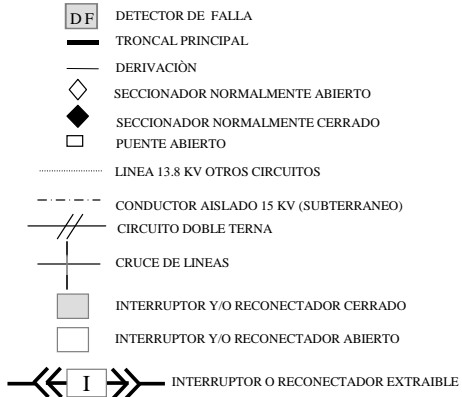 DF DETECTOR DE FALLA
TRONCAL PRINCIPAL
DERIVACIÒN
SECCIONADOR NORMALMENTE ABIERTO
SECCIONADOR NORMALMENTE CERRADO
PUENTE ABIERTO
LINEA 13.8 KV OTROS CIRCUITOS
CONDUCTOR AISLADO 15 KV (SUBTERRANEO)
CIRCUITO DOBLE TERNA
CRUCE DE LINEAS
INTERRUPTOR Y/O RECONECTADOR CERRADO
INTERRUPTOR Y/O RECONECTADOR ABIERTO
I INTERRUPTOR O RECONECTADOR EXTRAIBLE